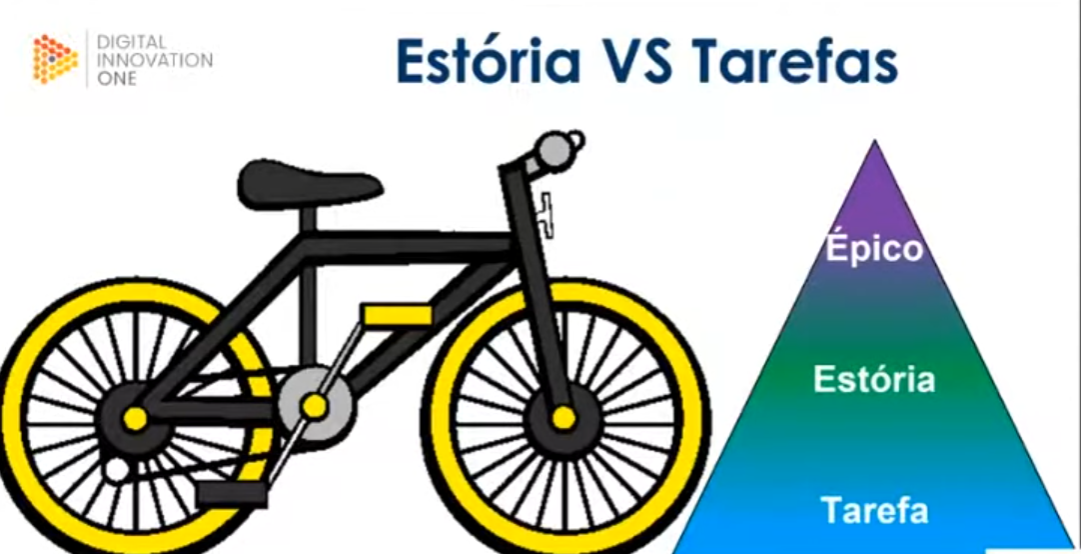 DIGITAL
INNOVATION
ONE
Estória VS Tarefas
Épico
Estória
Tarefa